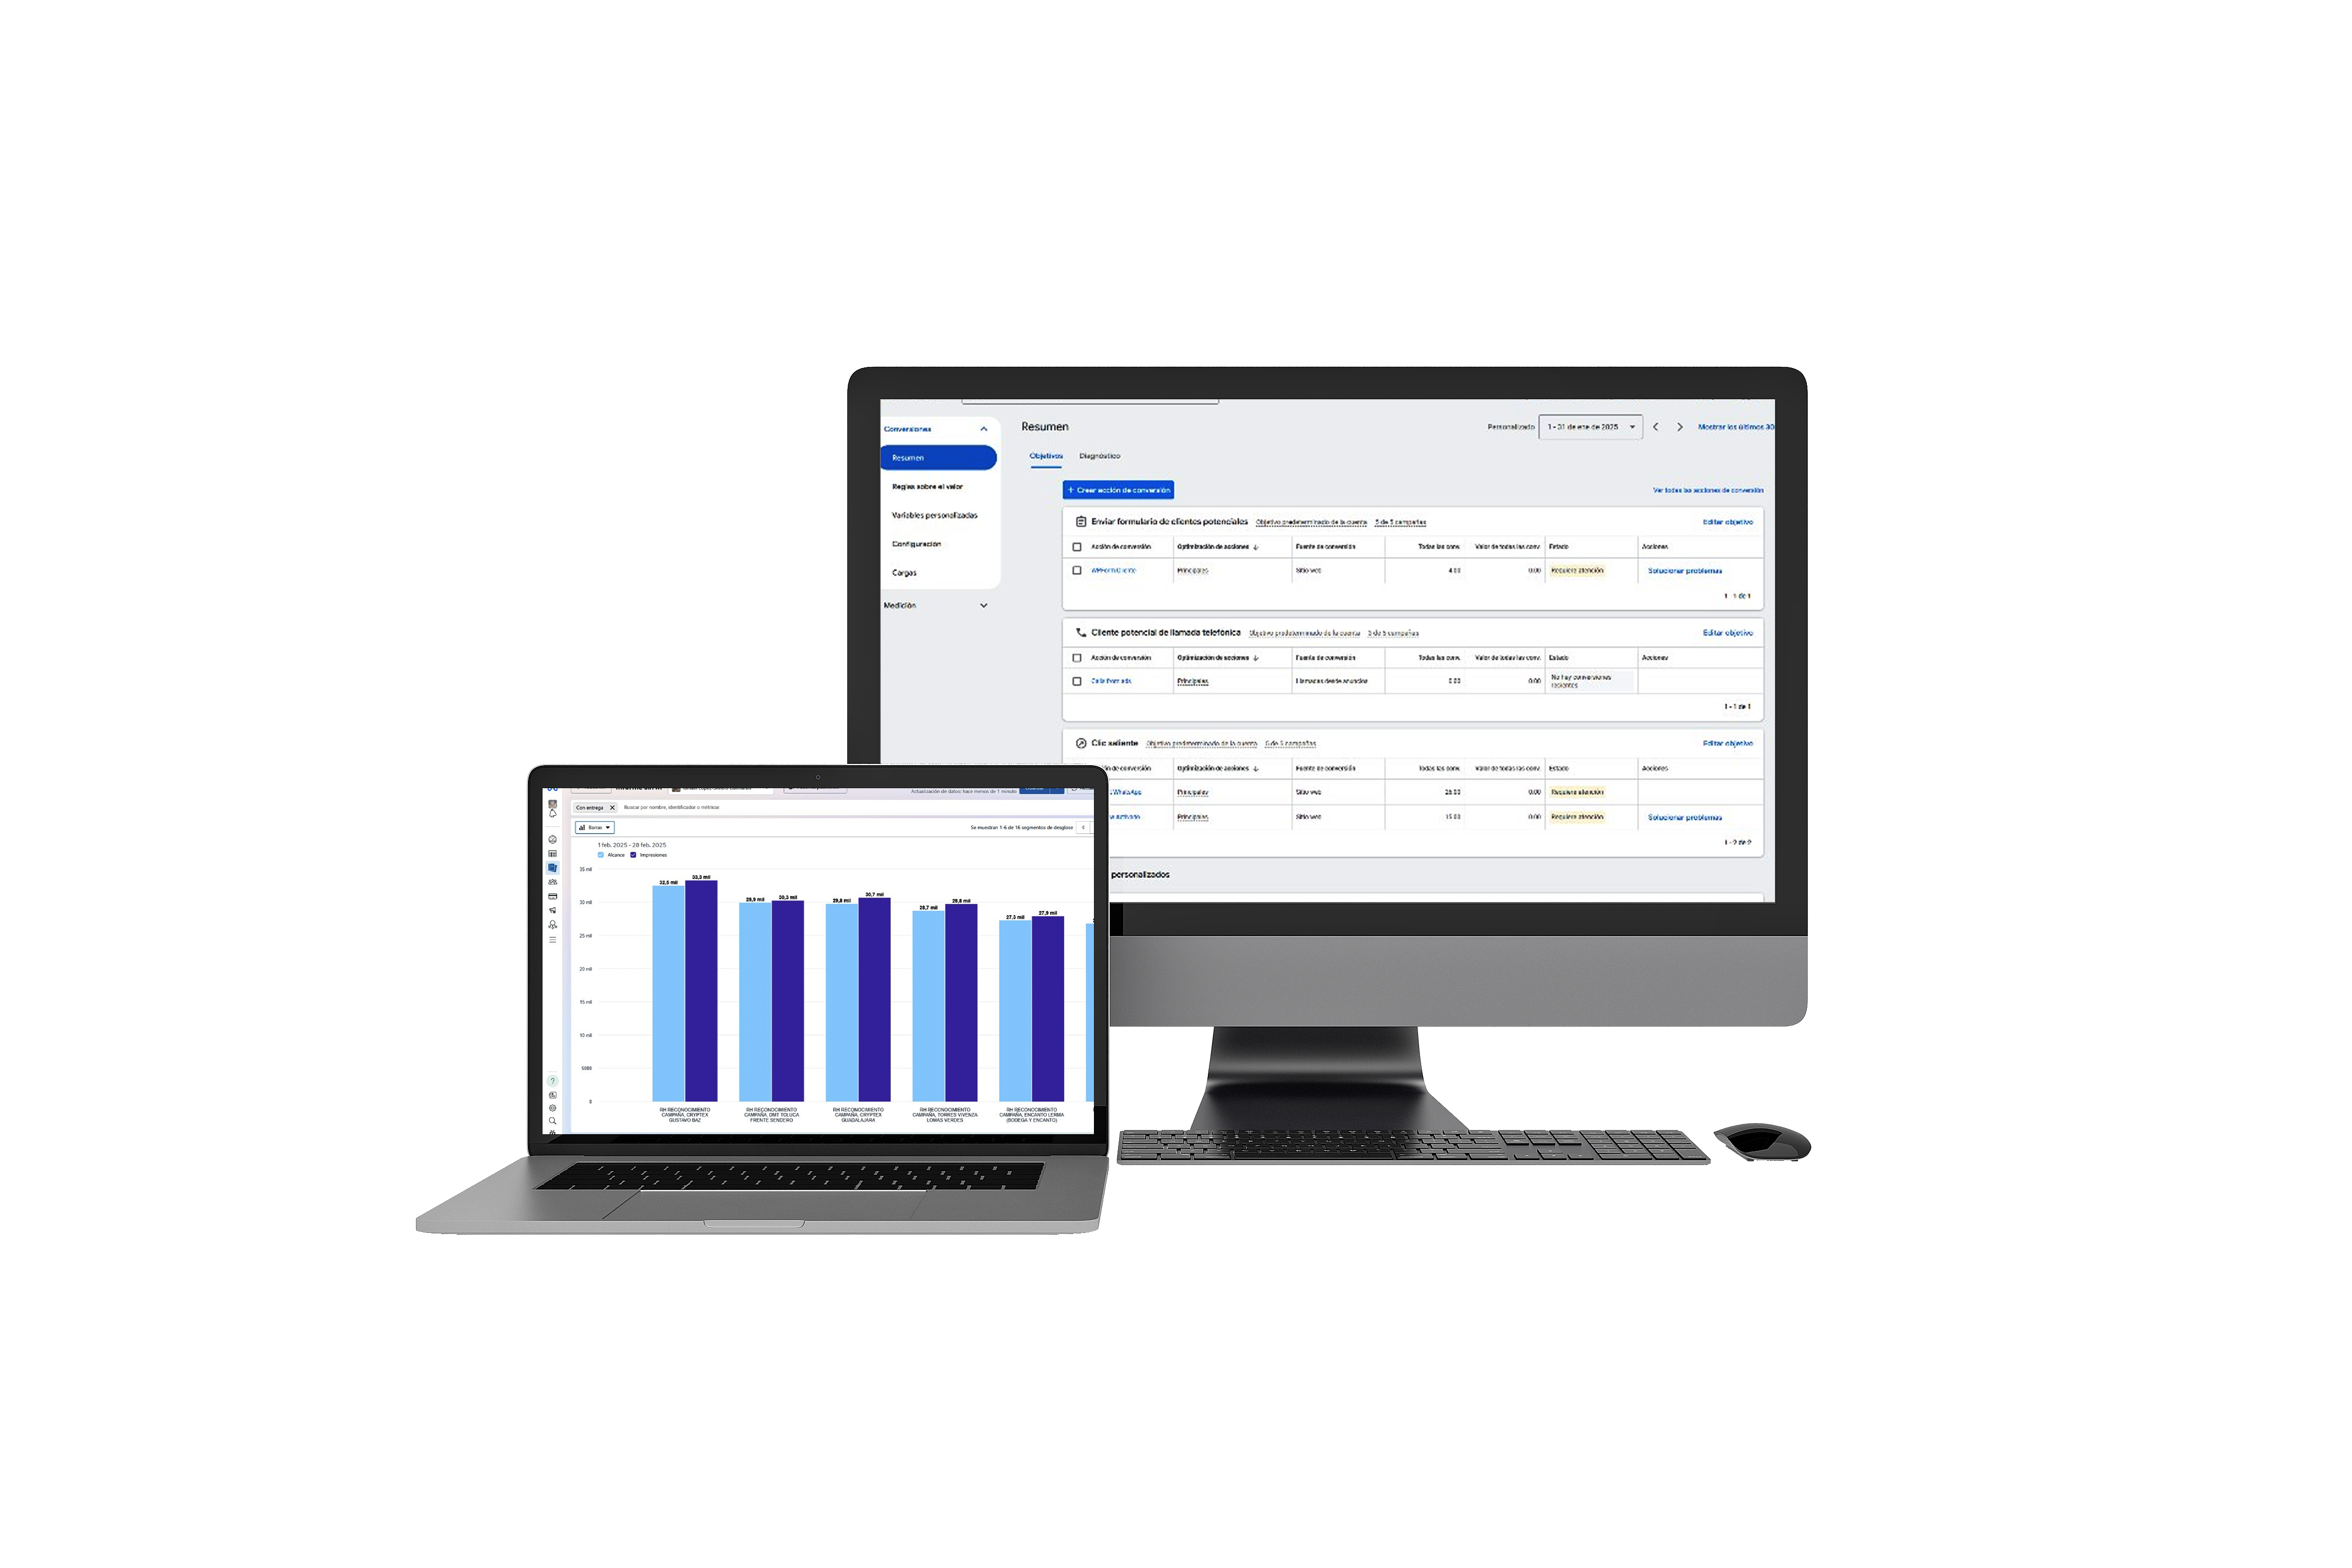 Conversiones
Resumen
Reglas sobre el valor
Variables personalizadas
Configuración
Cargas
Medición
Resumen
Personalizado 1 - 31 de ene de 2025 Mostrar los últimos 30
Objetivos Diagnóstico
+ Crear acción de conversión
Ver todas las acciones de conversión
Enviar formulario de clientes potenciales Objetivo predeterminado de la cuenta 5 de 5 campañas Editar objetivo
Acción de conversión Optimización de acciones ↓ Fuente de conversión Todas las conv. Valor de todas las conv. Estado Acciones
WPForm Cliente Principales Sitio web 4.00 0.00 Requiere atención Solucionar problemas
1 - 1 de 1
Cliente potencial de llamada telefónica Objetivo predeterminado de la cuenta 5 de 5 campañas Editar objetivo
Acción de conversión Optimización de acciones ↓ Fuente de conversión Todas las conv. Valor de todas las conv. Estado Acciones
Calls from ads Principales Llamadas desde anuncios 0.00 0.00 No hay conversiones
recientes
1 - 1 de 1
Clic saliente Objetivo predeterminado de la cuenta 5 de 5 campañas Editar objetivo
de conversión Optimización de acciones ↓ Fuente de conversión Todas las conv. Valor de todas las conv. Estado Acciones
WhatsApp Principales Sitio web 26.00 0.00 Requiere atención
Principales Sitio web 15.00 0.00 Requiere atención Solucionar problemas
1 - 2 de 2
personalizados
Actualización de datos: hace menos de 1 minuto
Con entrega Buscar por nombre, identificador o métricas
Barras
Se muestran 1-6 de 16 segmentos de desglose
1 feb. 2025 - 28 feb. 2025
Alcance Impresiones
35 mil
30 mil
25 mil
20 mil
15 mil
10 mil
5000
0
32,5 mil 33,3 mil
29,9 mil 30,3 mil
29,8 mil 30,7 mil
28,7 mil 29,8 mil
27,3 mil 27,9 mil
RH RECONOCIMIENTO
CAMPAÑA, CRYPTEX
GUSTAVO BAZ
RH RECONOCIMIENTO
CAMPAÑA, DMT TOLUCA
FRENTE SENDERO
RH RECONOCIMIENTO
CAMPAÑA, CRYPTEX
GUADALAJARA
RH RECONOCIMIENTO
CAMPAÑA, TORRES VIVENZA
LOMAS VERDES
RH RECONOCIMIENTO
CAMPAÑA, ENCANTO LERMA
(BODEGA Y ENCANTO)